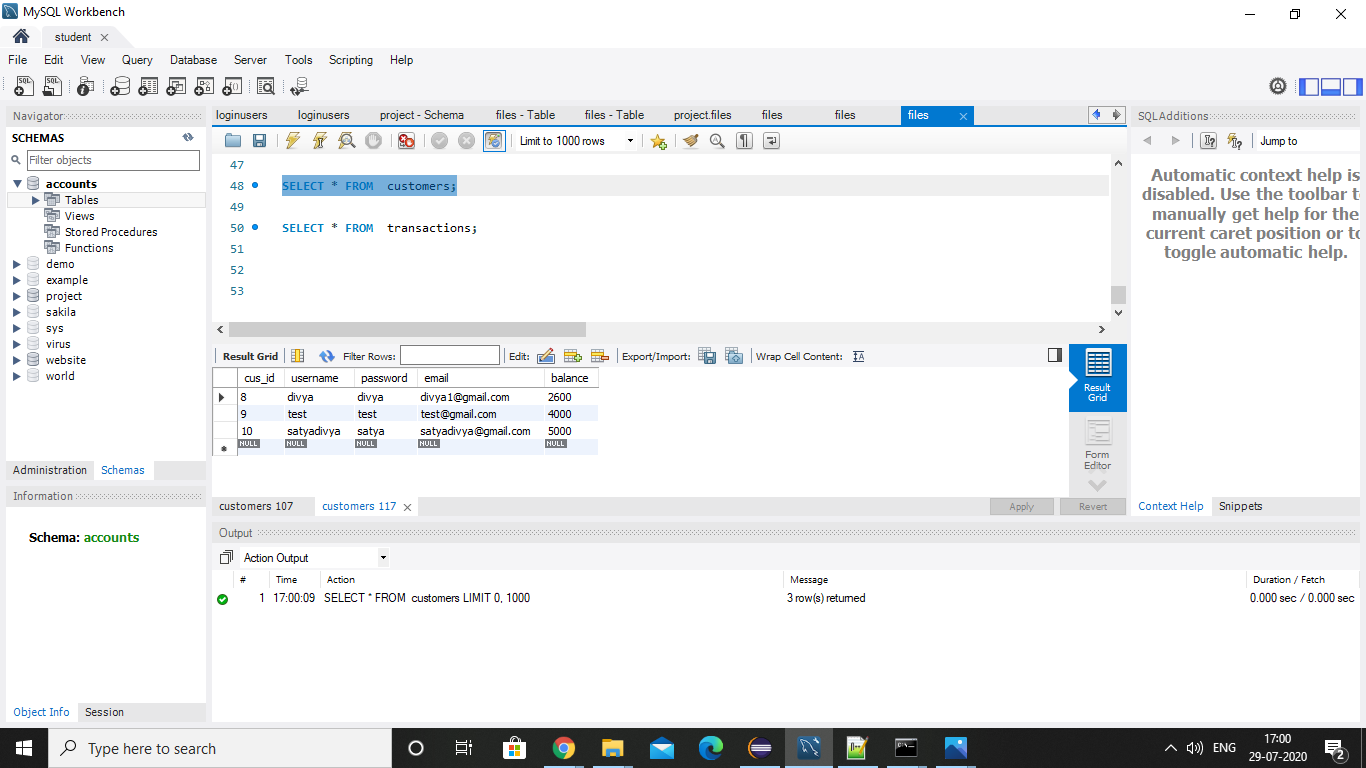 MySQL Workbench
student
File Edit View Query Database Server Tools Scripting Help
Navigator
SCHEMAS
Filter objects
accounts
Tables
Views
Stored Procedures
Functions
demo
example
project
sakila
sys
virus
website
world
Administration Schemas
Information
Schema: accounts
Object Info Session
loginusers loginusers project - Schema files - Table files - Table project.files files files files
Limit to 1000 rows
47
48 SELECT * FROM customers;
49
50 SELECT * FROM transactions;
51
52
53
Result Grid Filter Rows: Edit: Export/Import: Wrap Cell Content:
cus_id username password email balance
8 divya divya divya1@gmail.com 2600
9 test test test@gmail.com 4000
10 satyadivya satya satyadivya@gmail.com 5000
NULL NULL NULL NULL NULL
Result
Grid
Form
Editor
customers 107 customers 117 Apply Revert
SQLAdditions
Jump to
Automatic context help is
disabled. Use the toolbar
manually get help for the
current caret position or
toggle automatic help.
Context Help Snippets
Output
Action Output
# Time Action Message Duration / Fetch
1 17:00:09 SELECT * FROM customers LIMIT 0, 1000 3 row(s) returned 0.000 sec / 0.000 sec
Type here to search
ENG
17:00
29-07-2020
2